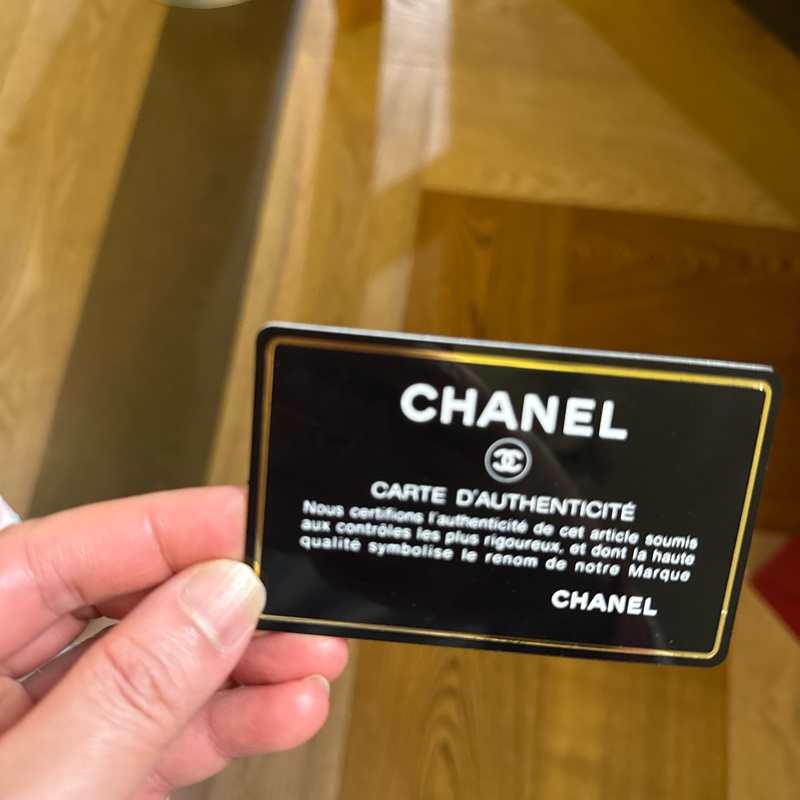 CHANEL
CARTE D'AUTHENTICITÉ
Nous certifions l'authenticité de cet article soumis
aux contrôles les plus rigoureux, et dont la haute
qualité symbolise le renom de notre Marque
CHANEL